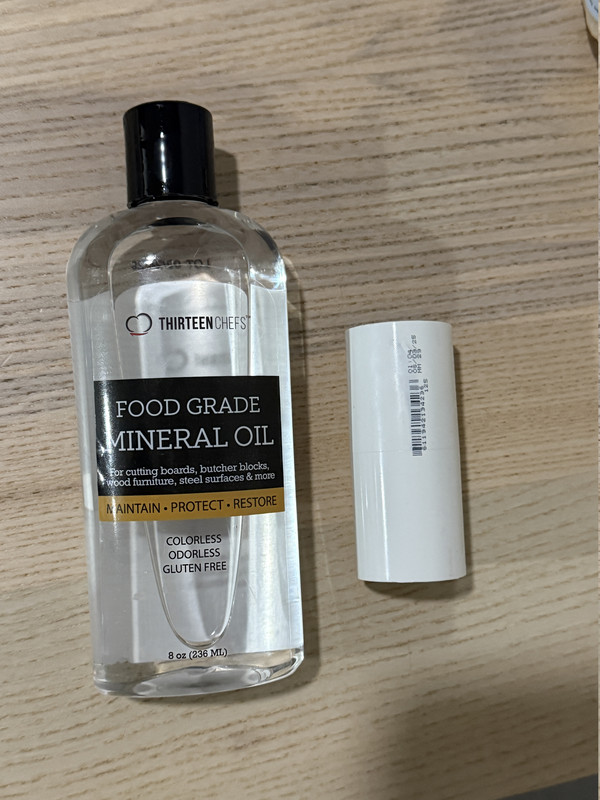 THIRTEEN CHEFS™
FOOD GRADE
MINERAL OIL
For cutting boards, butcher blocks,
wood furniture, steel surfaces & more
MAINTAIN • PROTECT • RESTORE
COLORLESS
ODORLESS
GLUTEN FREE
8 oz (236 ML)